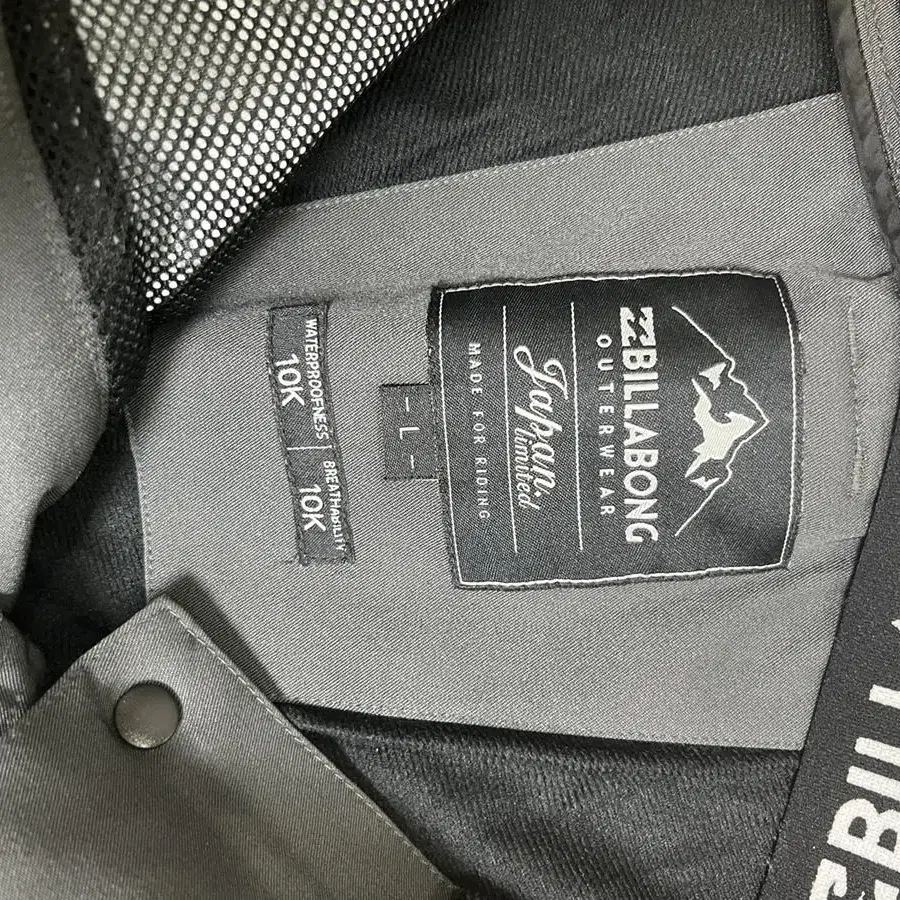 BILLABONG
OUTERWEAR
Japan.
limited
MADE FOR RIDING
- L -
WATERPROOFNESS
10K
BREATHABILITY
10K
BILL